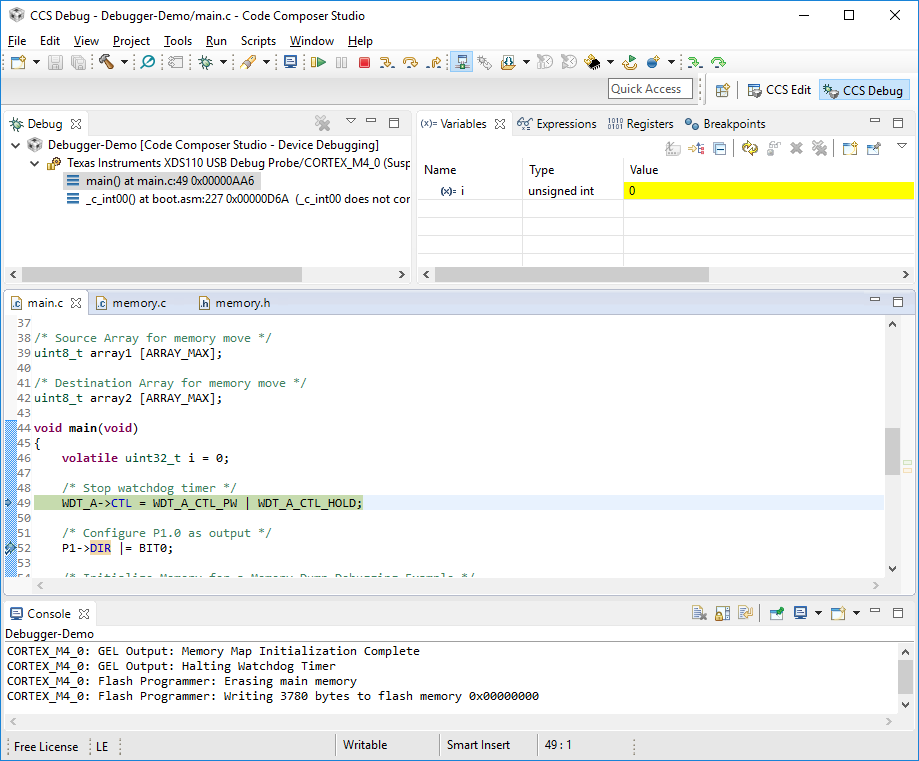 CCS Debug - Debugger-Demo/main.c - Code Composer Studio
File Edit View Project Tools Run Scripts Window Help
Quick Access CCS Edit CCS Debug
Debug
Debugger-Demo [Code Composer Studio - Device Debugging]
Texas Instruments XDS110 USB Debug Probe/CORTEX_M4_0 (Susp
main() at main.c:49 0x00000AA6
_c_int00() at boot.asm:227 0x00000D6A (_c_int00 does not cor
(x)= Variables Expressions Registers Breakpoints
Name Type Value
(x)= i unsigned int 0
main.c memory.c memory.h
37
38 /* Source Array for memory move */
39 uint8_t array1 [ARRAY_MAX];
40
41 /* Destination Array for memory move */
42 uint8_t array2 [ARRAY_MAX];
43
44 void main(void)
45 {
46 volatile uint32_t i = 0;
47
48 /* Stop watchdog timer */
49 WDT_A->CTL = WDT_A_CTL_PW | WDT_A_CTL_HOLD;
50
51 /* Configure P1.0 as output */
52 P1->DIR |= BIT0;
53
54 /* Initialize Memory for a Memory Dump Debugging Example */
Console
Debugger-Demo
CORTEX_M4_0: GEL Output: Memory Map Initialization Complete
CORTEX_M4_0: GEL Output: Halting Watchdog Timer
CORTEX_M4_0: Flash Programmer: Erasing main memory
CORTEX_M4_0: Flash Programmer: Writing 3780 bytes to flash memory 0x00000000
Free License LE Writable Smart Insert 49 : 1